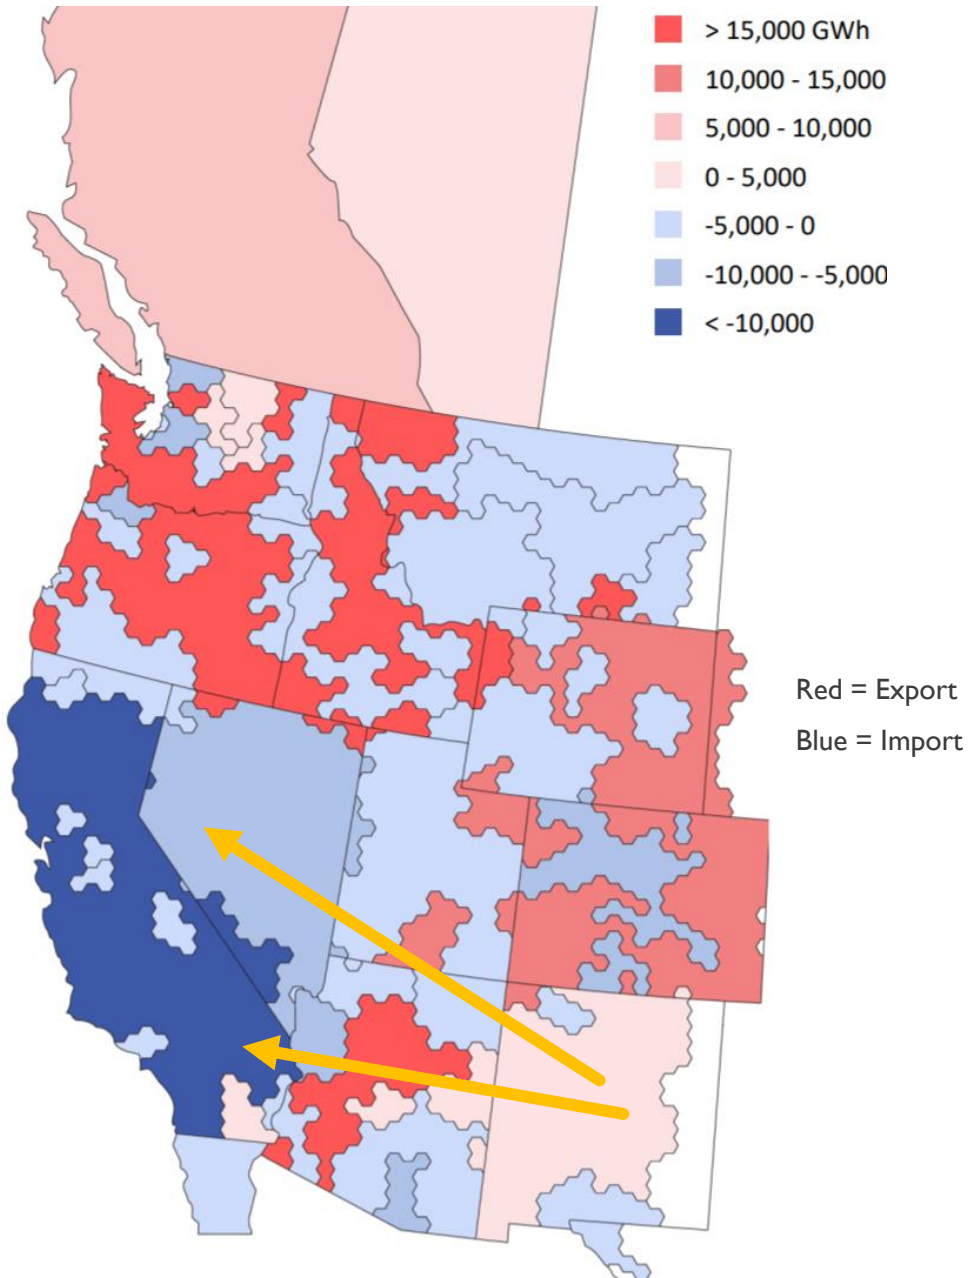 > 15,000 GWh
10,000 - 15,000
5,000 - 10,000
0 - 5,000
-5,000 - 0
-10,000 - -5,000
< -10,000
Red = Export
Blue = Import